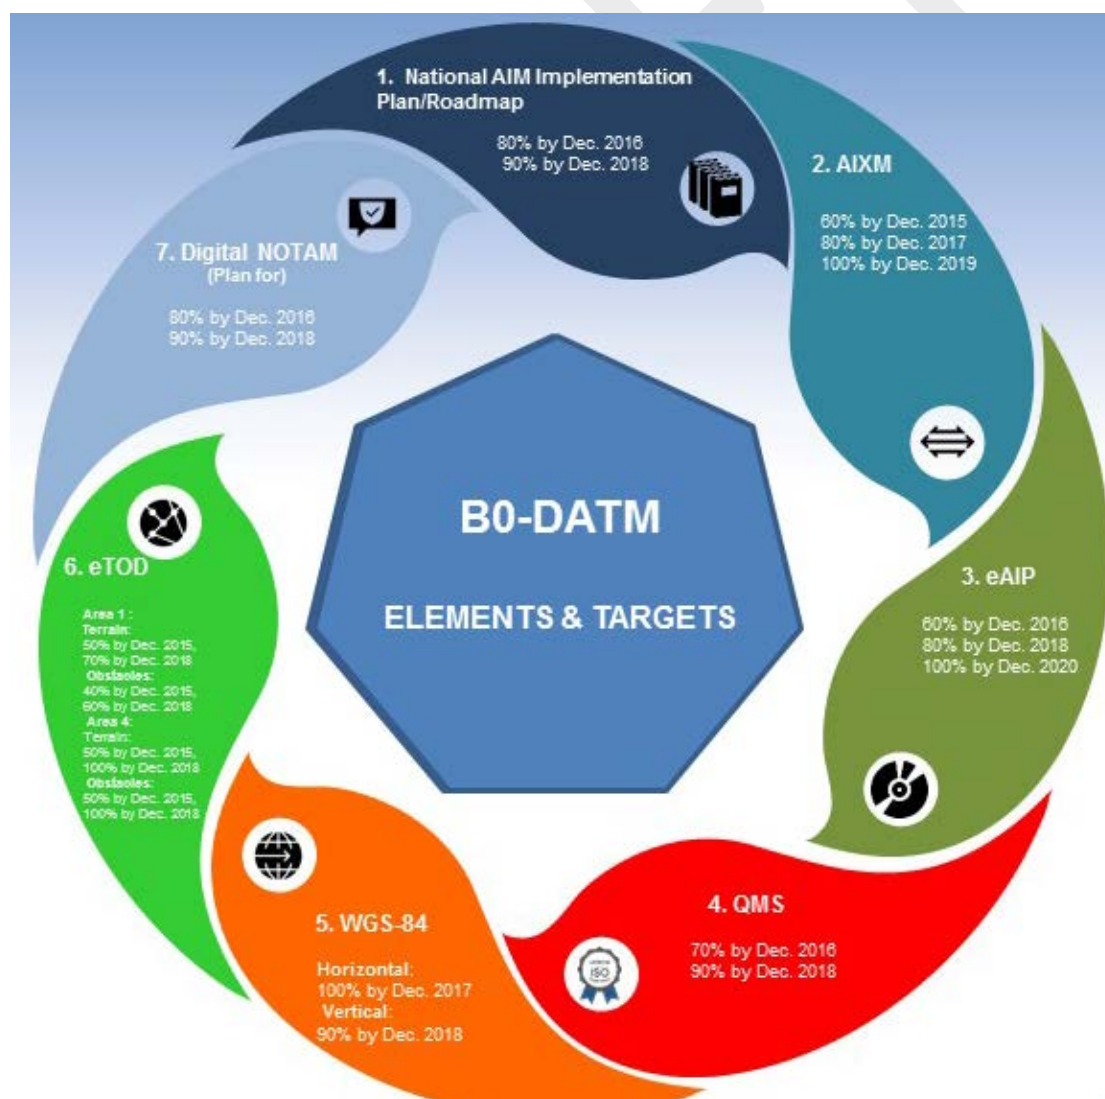 1. National AIM Implementation
Plan/Roadmap
80% by Dec. 2016
90% by Dec. 2018
2. AIXM
60% by Dec. 2015
80% by Dec. 2017
100% by Dec. 2019
3. eAIP
60% by Dec. 2016
80% by Dec. 2018
100% by Dec. 2020
4. QMS
70% by Dec. 2016
90% by Dec. 2018
ISO
5. WGS-84
Horizontal:
100% by Dec. 2017
Vertical:
90% by Dec. 2018
6. eTOD
Area 1 :
Terrain:
50% by Dec. 2015,
70% by Dec. 2018
Obstacles:
40% by Dec. 2015,
60% by Dec. 2018
Area 4:
Terrain:
50% by Dec. 2015,
100% by Dec. 2018
Obstacles:
50% by Dec. 2015,
100% by Dec. 2018
7. Digital NOTAM
(Plan for)
80% by Dec. 2016
90% by Dec. 2018
B0-DATM
ELEMENTS & TARGETS